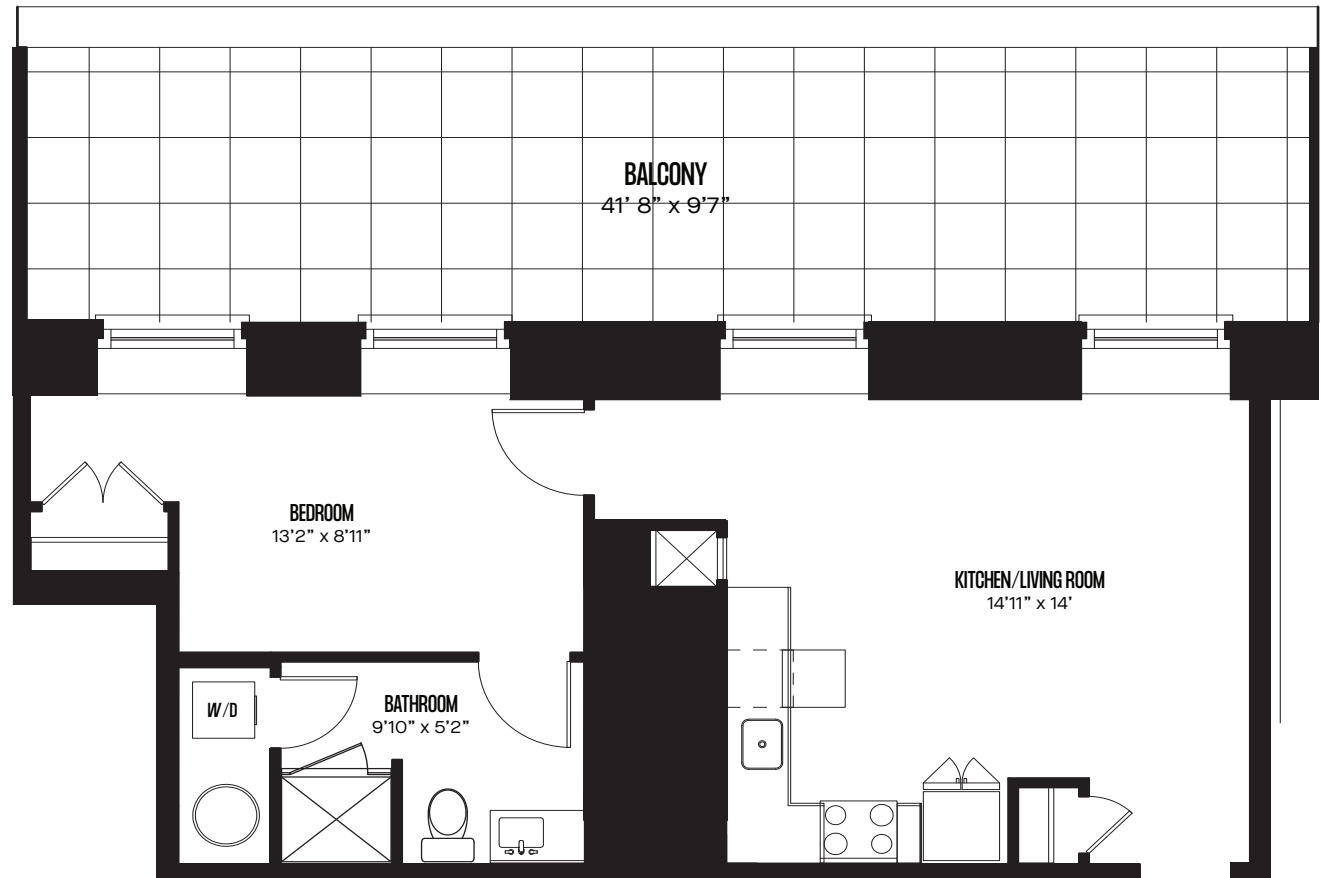 BALCONY
41’ 8” x 9’7”
BEDROOM
13’2” x 8’11”
KITCHEN/LIVING ROOM
14’11” x 14’
W/D
BATHROOM
9’10” x 5’2”